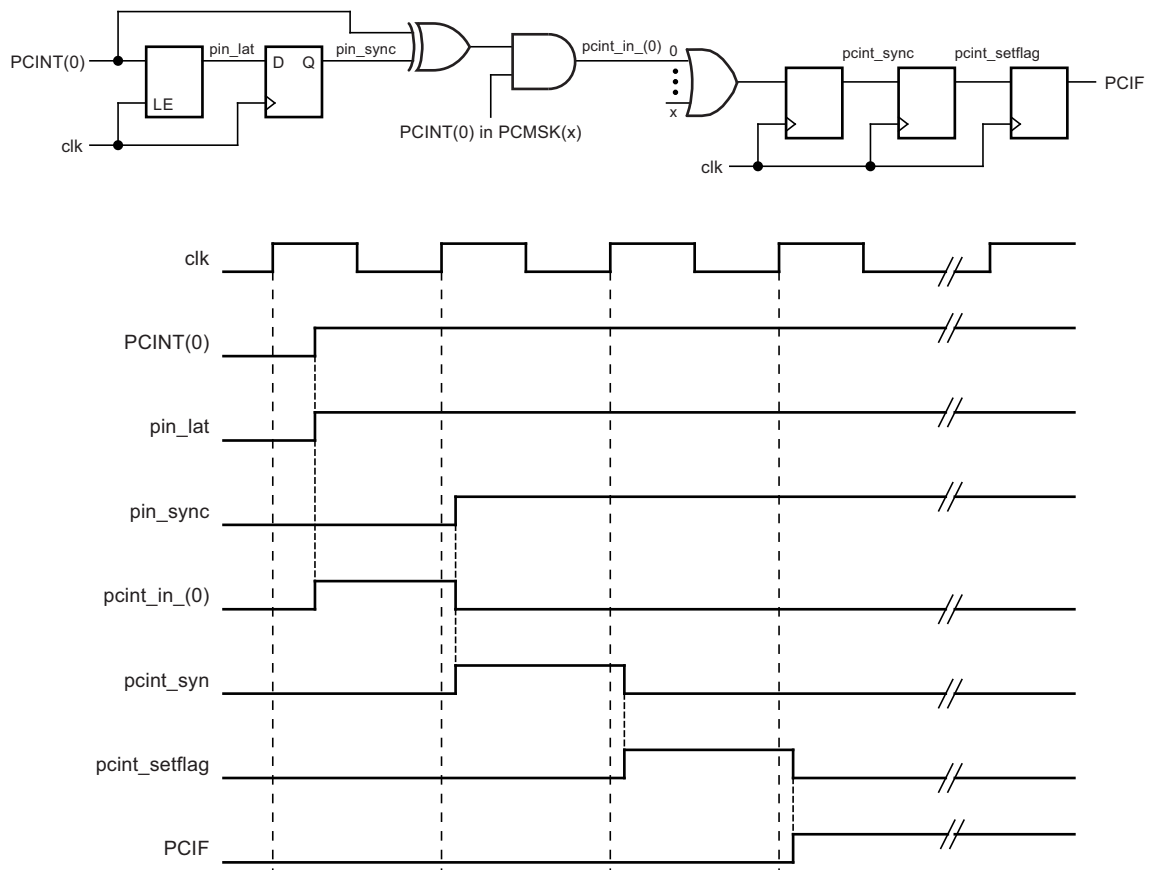 pin_lat
pin_sync
pcint_in_(0)
0
pcint_sync
pcint_setflag
PCINT(0)
D
Q
PCIF
LE
x
PCINT(0) in PCMSK(x)
clk
clk
clk
PCINT(0)
pin_lat
pin_sync
pcint_in_(0)
pcint_syn
pcint_setflag
PCIF